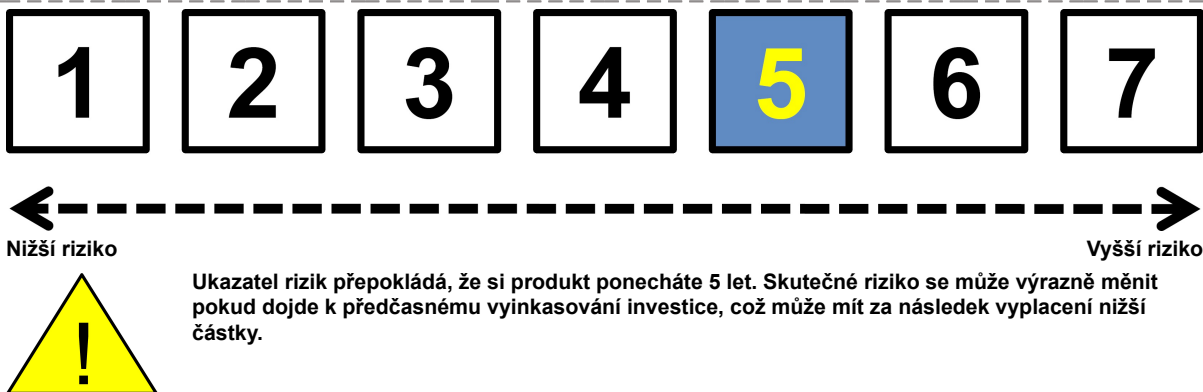 1 2 3 4 5 6 7
Nižší riziko Vyšší riziko
Ukazatel rizik přepokládá, že si produkt ponecháte 5 let. Skutečné riziko se může výrazně měnit
pokud dojde k předčasnému vyinkasování investice, což může mít za následek vyplacení nižší
částky.
!